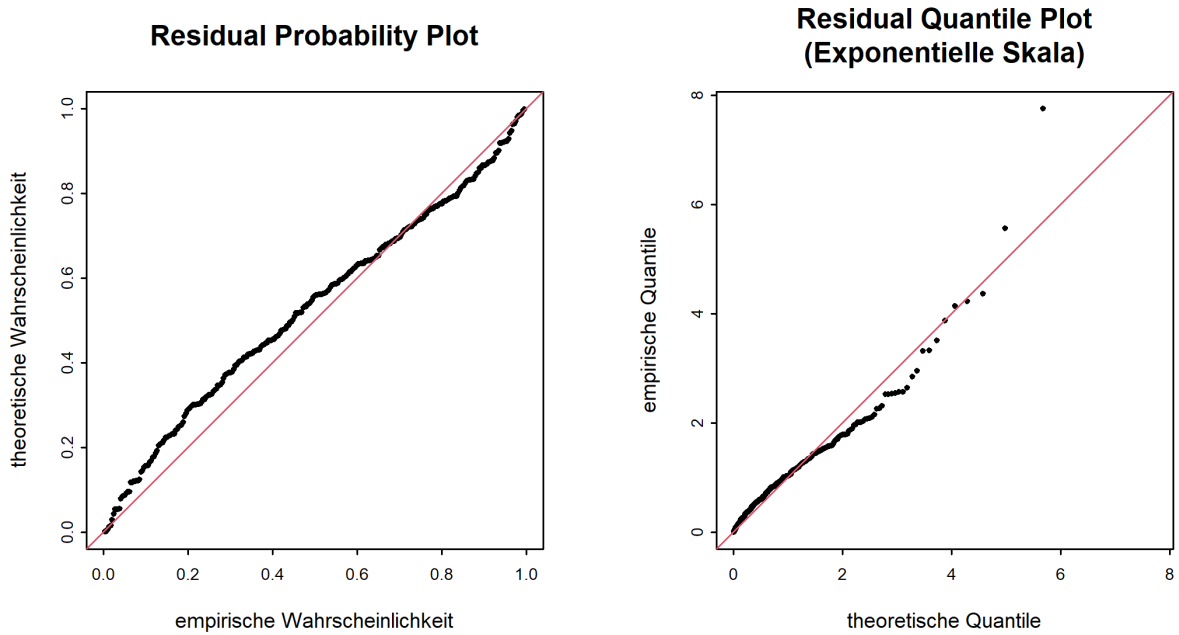 Residual Probability Plot
theoretische Wahrscheinlichkeit
1.0
0.8
0.6
0.4
0.2
0.0
0.0 0.2 0.4 0.6 0.8 1.0
empirische Wahrscheinlichkeit
Residual Quantile Plot
(Exponentielle Skala)
empirische Quantile
8
6
4
2
0
0 2 4 6 8
theoretische Quantile